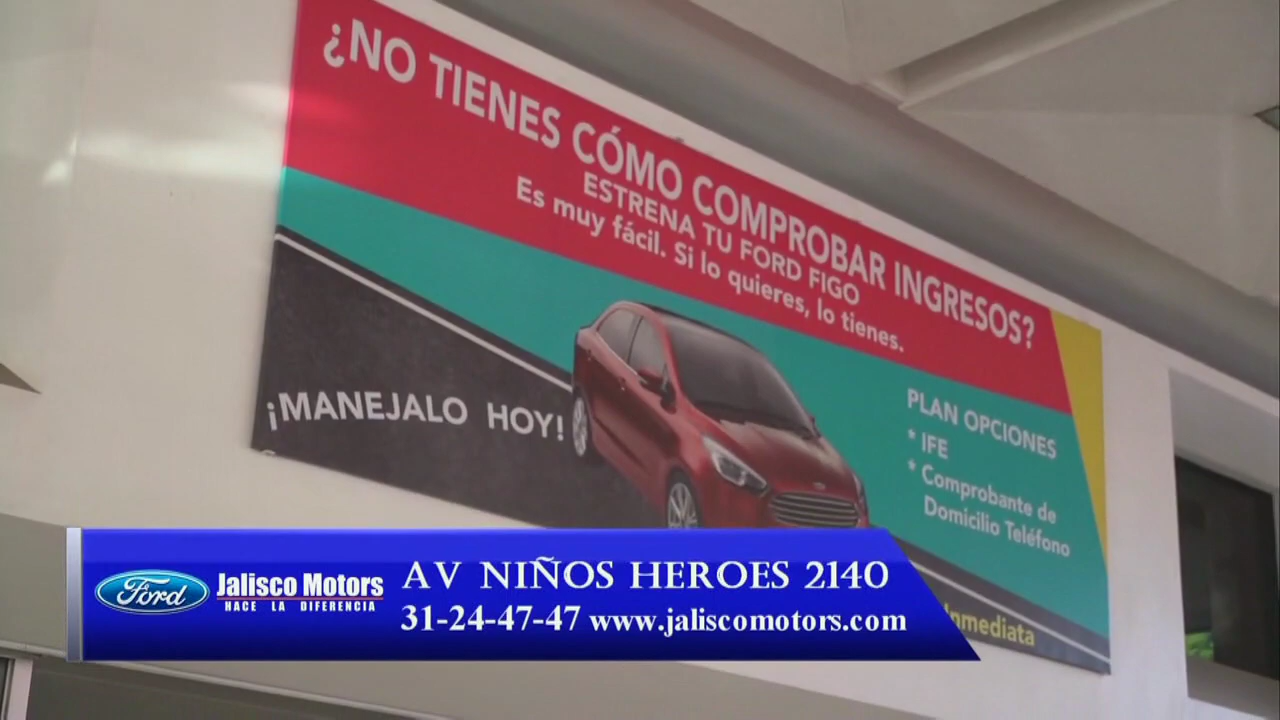 ¿NO TIENES CÓMO COMPROBAR INGRESOS?
ESTRENA TU FORD FIGO
Es muy fácil. Si lo quieres, lo tienes.
¡MANEJALO HOY!
PLAN OPCIONES
* IFE
* Comprobante de
Domicilio Teléfono
Inmediata
Ford
Jalisco Motors
HACE LA DIFERENCIA
AV NIÑOS HEROES 2140
31-24-47-47 www.jaliscomotors.com